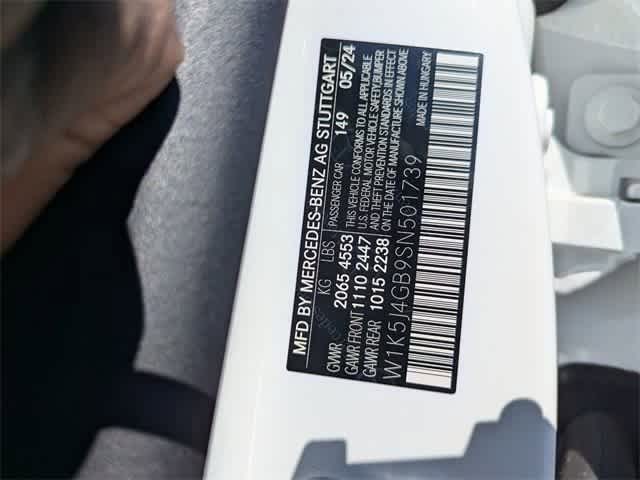 MFD BY MERCEDES-BENZ AG STUTTGART
PASSENGER CAR 149 05/24
KG LBS
GVWR 2065 4553
GAWR FRONT 1110 2447
GAWR REAR 1015 2238
THIS VEHICLE CONFORMS TO ALL APPLICABLE
U.S. FEDERAL MOTOR VEHICLE SAFETY,BUMPER
AND THEFT PREVENTION STANDARDS IN EFFECT
ON THE DATE OF MANUFACTURE SHOWN ABOVE
W1K5J4GB9SN501739
MADE IN HUNGARY